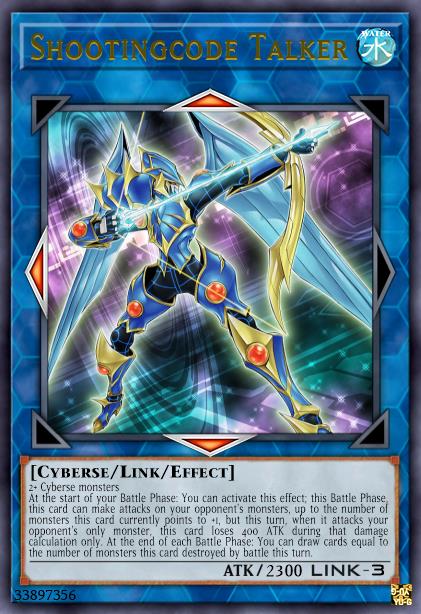 Shootingcode Talker
WATER
水
[Cyberse/Link/Effect]
2+ Cyberse monsters
At the start of your Battle Phase: You can activate this effect; this Battle Phase,
this card can make attacks on your opponent's monsters, up to the number of
monsters this card currently points to +1, but this turn, when it attacks your
opponent's only monster, this card loses 400 ATK during that damage
calculation only. At the end of each Battle Phase: You can draw cards equal to
the number of monsters this card destroyed by battle this turn.
ATK/2300 LINK-3
33897356